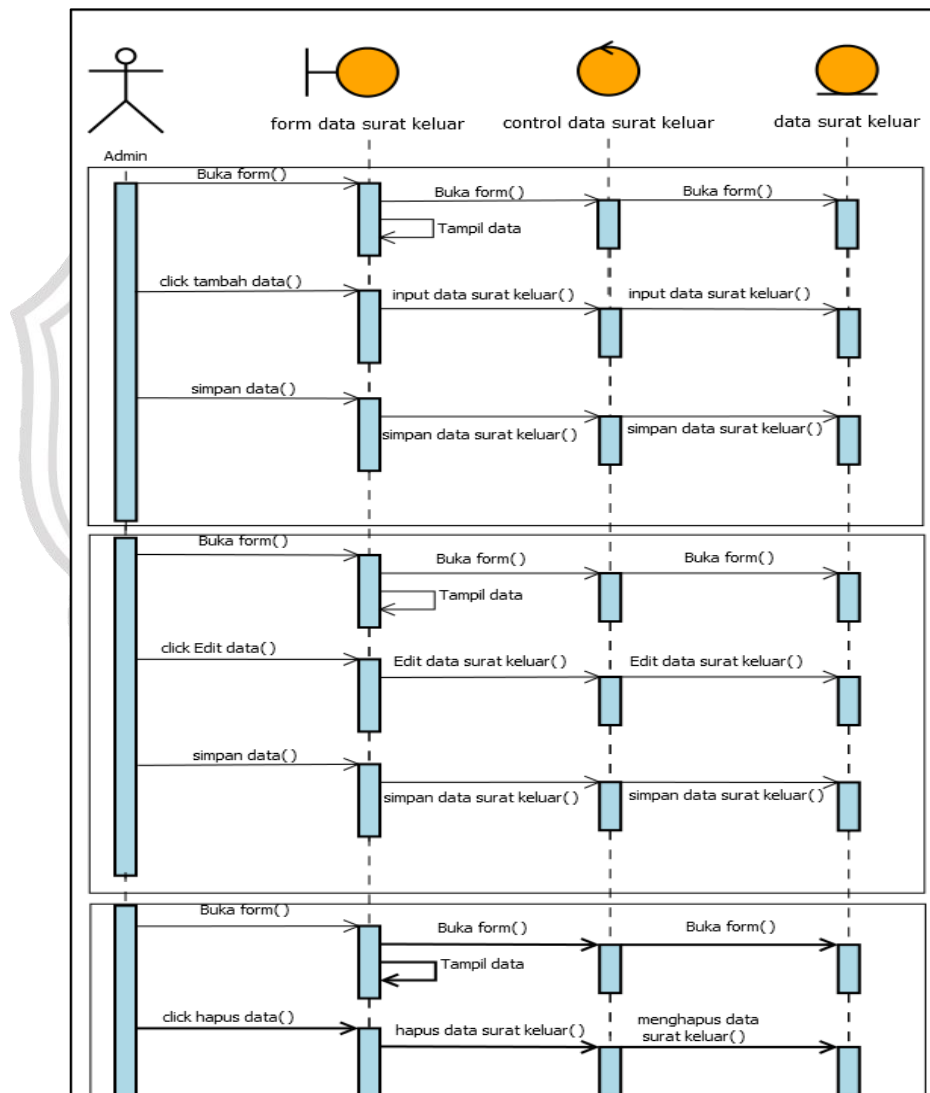 form data surat keluar
control data surat keluar
data surat keluar
Admin
Buka form( )
Buka form( )
Buka form( )
Tampil data
click tambah data( )
input data surat keluar( )
input data surat keluar( )
simpan data( )
simpan data surat keluar( )
simpan data surat keluar( )
Buka form( )
Buka form( )
Buka form( )
Tampil data
click Edit data( )
Edit data surat keluar( )
Edit data surat keluar( )
simpan data( )
simpan data surat keluar( )
simpan data surat keluar( )
Buka form( )
Buka form( )
Buka form( )
Tampil data
click hapus data( )
hapus data surat keluar( )
menghapus data
surat keluar( )